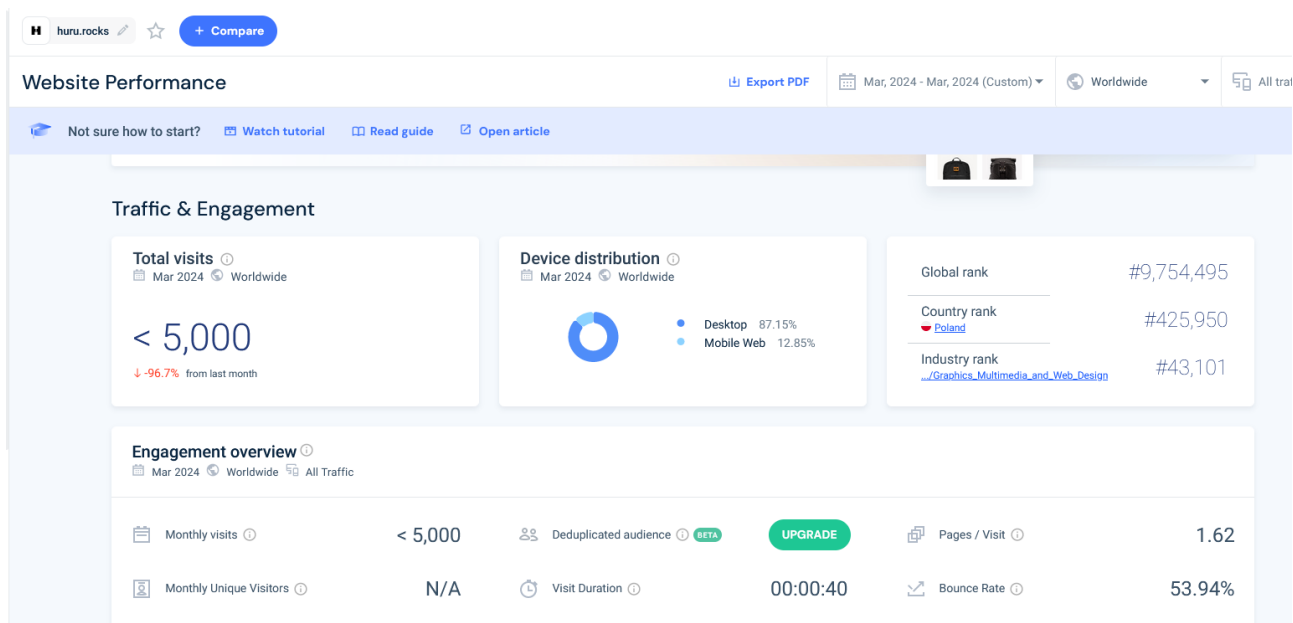 H huru.rocks + Compare
Website Performance Export PDF Mar, 2024 - Mar, 2024 (Custom) Worldwide All traf
Not sure how to start? Watch tutorial Read guide Open article
Traffic & Engagement
Total visits
Mar 2024 Worldwide
< 5,000
↓ -96.7% from last month
Device distribution
Mar 2024 Worldwide
Desktop 87.15%
Mobile Web 12.85%
Global rank #9,754,495
Country rank #425,950
Poland
Industry rank #43,101
.../Graphics_Multimedia_and_Web_Design
Engagement overview
Mar 2024 Worldwide All Traffic
Monthly visits < 5,000
Deduplicated audience BETA UPGRADE
Pages / Visit 1.62
Monthly Unique Visitors N/A
Visit Duration 00:00:40
Bounce Rate 53.94%